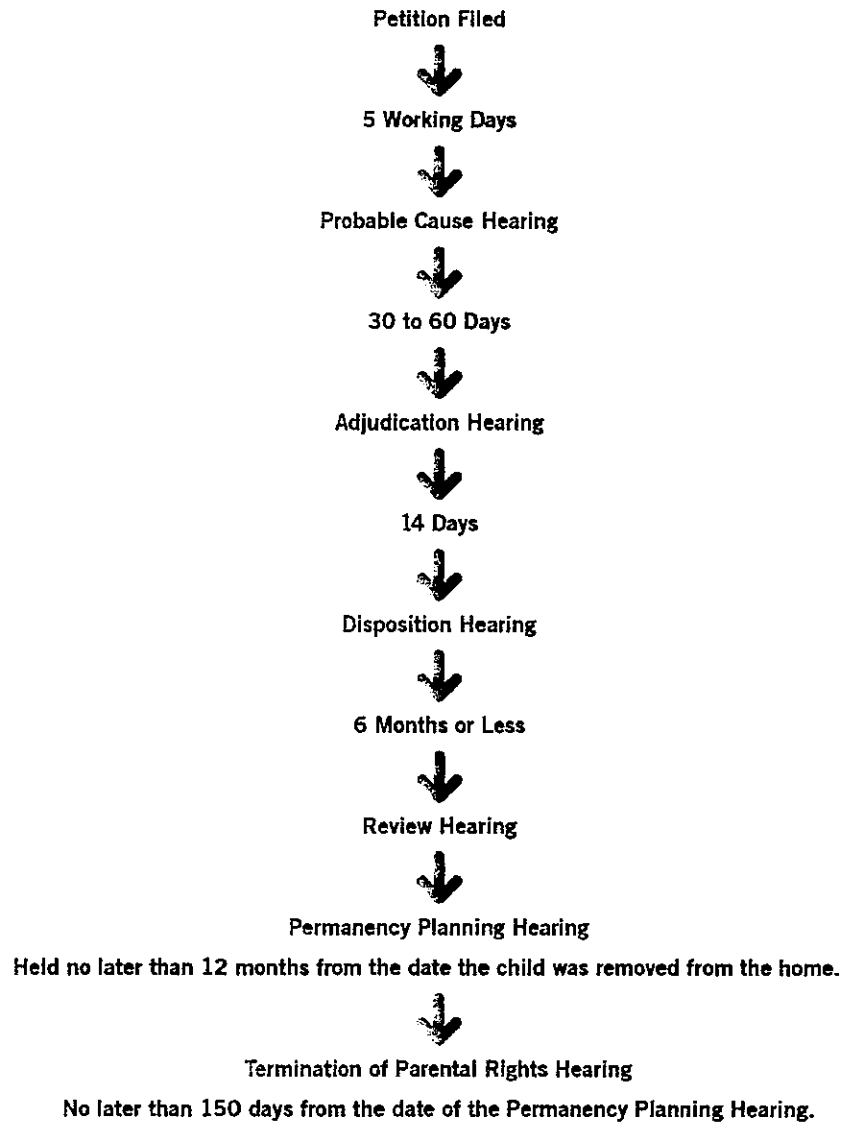 Petition Filed
5 Working Days
Probable Cause Hearing
30 to 60 Days
Adjudication Hearing
14 Days
Disposition Hearing
6 Months or Less
Review Hearing
Permanency Planning Hearing
Held no later than 12 months from the date the child was removed from the home.
Termination of Parental Rights Hearing
No later than 150 days from the date of the Permanency Planning Hearing.